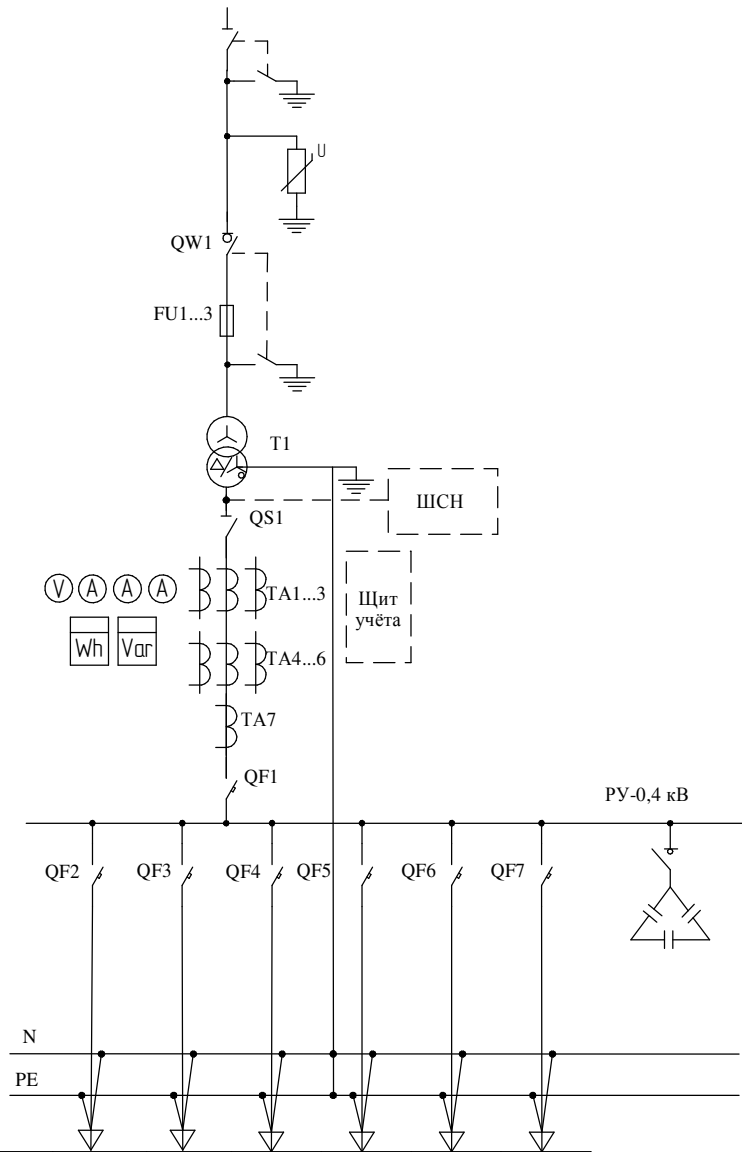 U
QW1
FU1...3
T1
ШСН
QS1
V A A A
TA1...3
Щит
учёта
Wh Var
TA4...6
TA7
QF1
РУ-0,4 кВ
QF2 QF3 QF4 QF5 QF6 QF7
N
PE